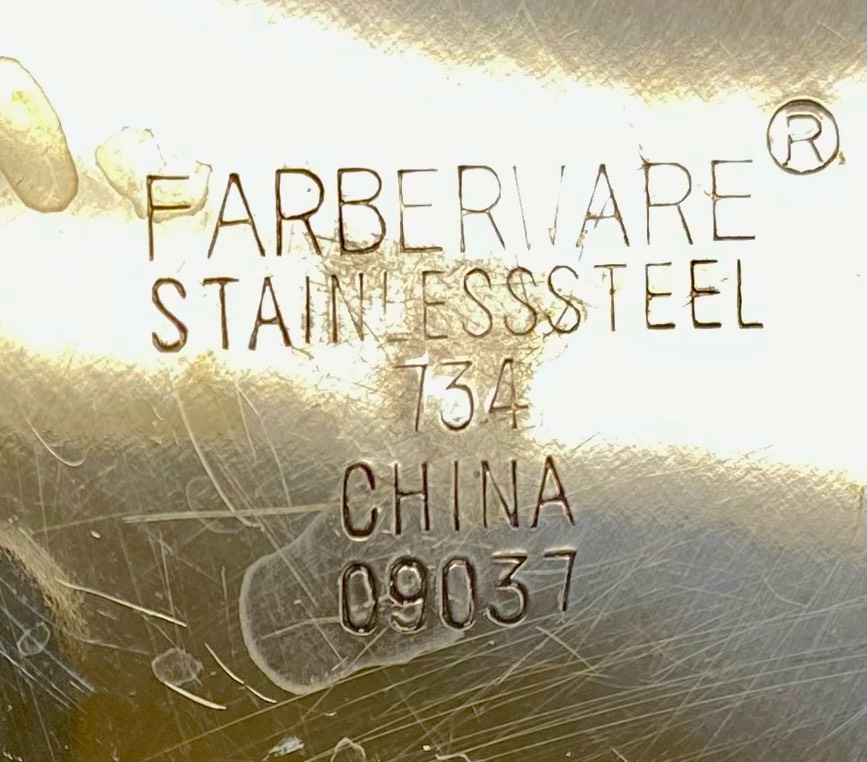 FARBERWARE®
STAINLESSSTEEL
734
CHINA
09037